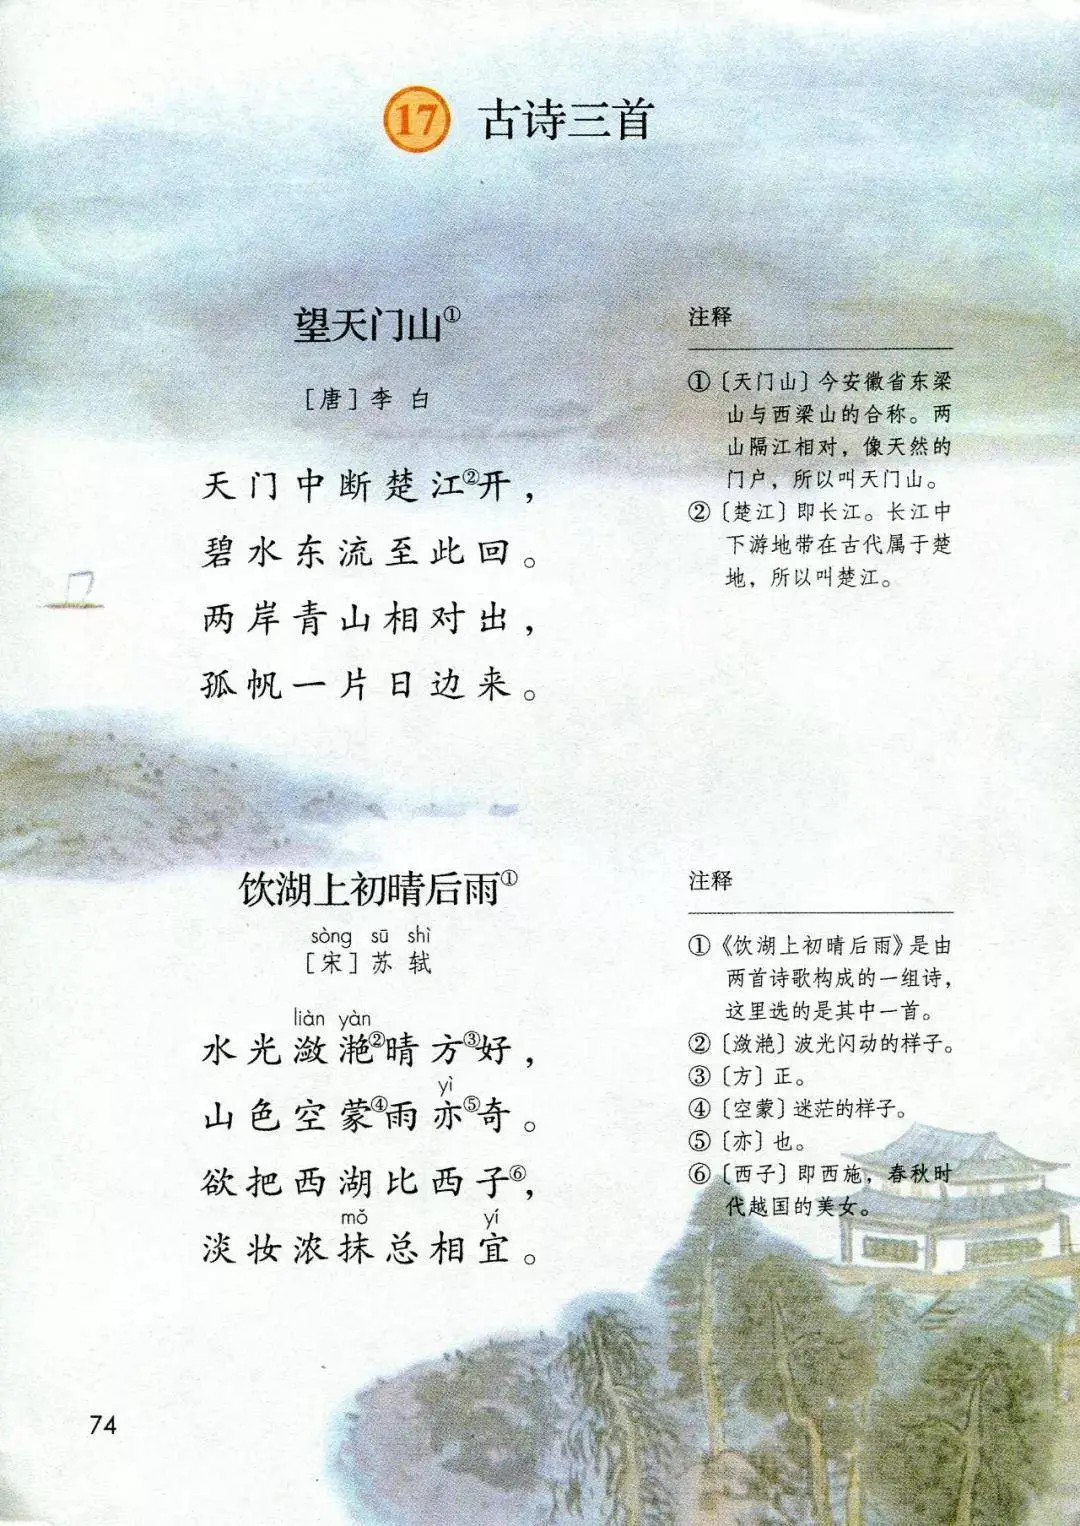 17 古诗三首
望天门山①
［唐］李 白
天门中断楚江②开，
碧水东流至此回。
两岸青山相对出，
孤帆一片日边来。
注释
①〔天门山〕今安徽省东梁
山与西梁山的合称。两
山隔江相对，像天然的
门户，所以叫天门山。
②〔楚江〕即长江。长江中
下游地带在古代属于楚
地，所以叫楚江。
饮湖上初晴后雨①
sòng sū shì
［宋］苏 轼
liàn yàn
水光潋滟②晴方③好，
yì
山色空蒙④雨亦⑤奇。
欲把西湖比西子⑥，
mǒ yí
淡妆浓抹总相宜。
注释
①《饮湖上初晴后雨》是由
两首诗歌构成的一组诗，
这里选的是其中一首。
②〔潋滟〕波光闪动的样子。
③〔方〕正。
④〔空蒙〕迷茫的样子。
⑤〔亦〕也。
⑥〔西子〕即西施，春秋时
代越国的美女。
74